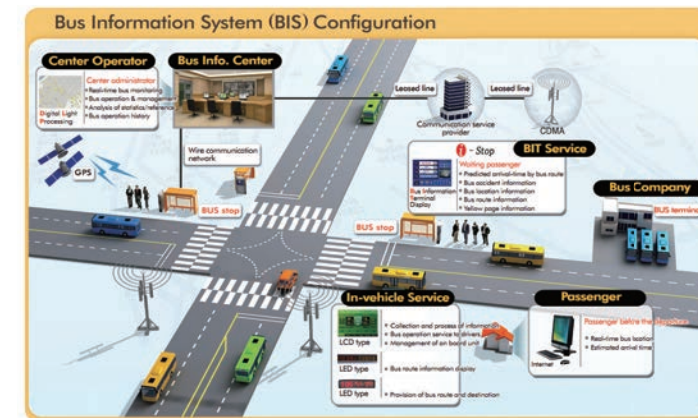 Bus Information System (BIS) Configuration
Center Operator
Center administrator
• Real-time bus monitoring
• Bus operation & management
• Analysis of statistics/reference
• Bus operation history
Digital Light
Processing
Bus Info. Center
Leased line
Leased line
Communication service
provider
CDMA
Wire communication
network
GPS
BUS stop
i - Stop
BIT Service
Waiting passenger
• Predicted arrival-time by bus route
• Bus accident information
• Bus location information
• Bus route information
• Yellow page information
Bus Information
Terminal
Display
BUS stop
Bus Company
BUS terminal
In-vehicle Service
• Collection and process of information
• Bus operation service to drivers
• Management of on board unit
LCD type
• Bus route information display
LED type
• Provision of bus route and destination
LED type
Passenger
Passenger before the
• Real-time bus location
• Estimated arrival time
Internet